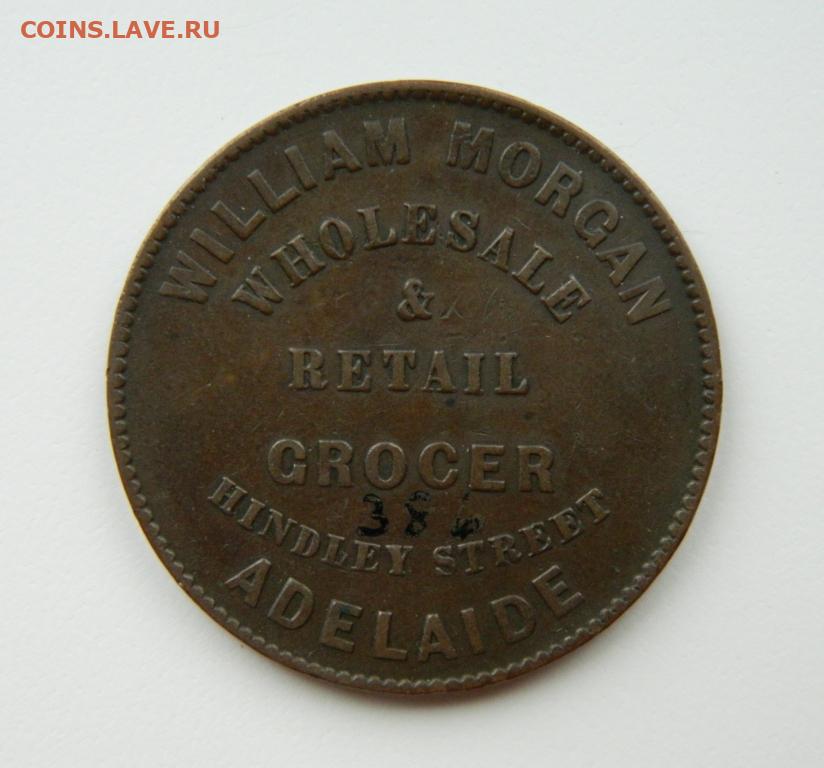 COINS.LAVE.RU
WILLIAM MORGAN
WHOLESALE
&
RETAIL
GROCER
HINDLEY STREET
ADELAIDE